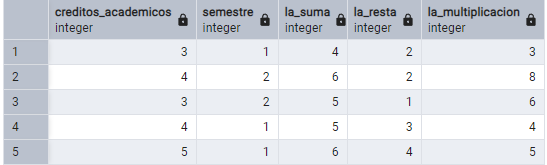 creditos_academicos semestre la_suma la_resta la_multiplicacion
integer integer integer integer integer
1 3 1 4 2 3
2 4 2 6 2 8
3 3 2 5 1 6
4 4 1 5 3 4
5 5 1 6 4 5